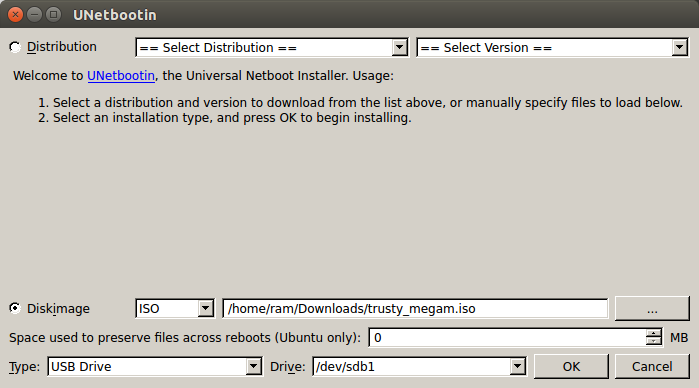 UNetbootin
Distribution == Select Distribution == == Select Version ==
Welcome to UNetbootin, the Universal Netboot Installer. Usage:
1. Select a distribution and version to download from the list above, or manually specify files to load below.
2. Select an installation type, and press OK to begin installing.
Diskimage ISO /home/ram/Downloads/trusty_megam.iso ...
Space used to preserve files across reboots (Ubuntu only): 0 MB
Type: USB Drive Drive: /dev/sdb1 OK Cancel